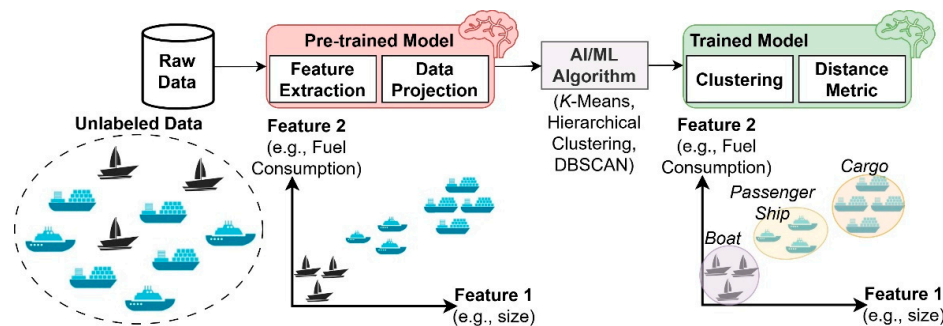 Raw
Data
Pre-trained Model
Feature
Extraction
Data
Projection
AI/ML
Algorithm
(K-Means,
Hierarchical
Clustering,
DBSCAN)
Trained Model
Clustering
Distance
Metric
Unlabeled Data
Feature 2
(e.g., Fuel
Consumption)
Feature 1
(e.g., size)
Feature 2
(e.g., Fuel
Consumption)
Cargo
Passenger
Ship
Boat
Feature 1
(e.g., size)